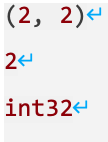 (2, 2)↵
2↵
int32↵